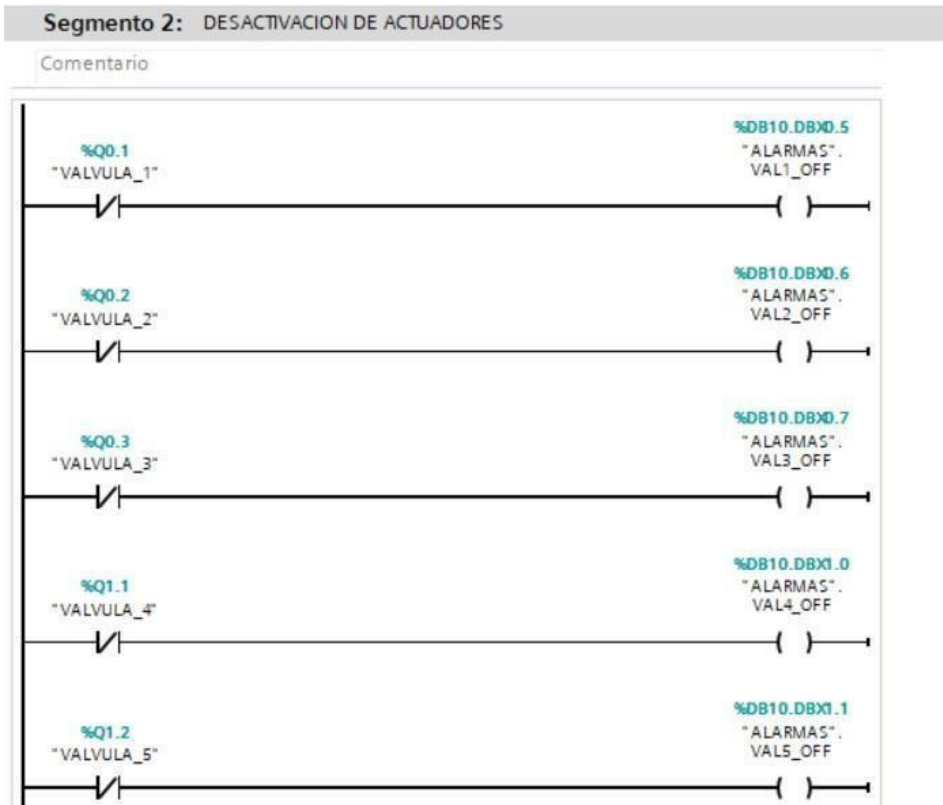 Segmento 2: DESACTIVACION DE ACTUADORES
Comentario
%Q0.1
"VALVULA_1"
%DB10.DBX0.5
"ALARMAS".
VAL1_OFF
%Q0.2
"VALVULA_2"
%DB10.DBX0.6
"ALARMAS".
VAL2_OFF
%Q0.3
"VALVULA_3"
%DB10.DBX0.7
"ALARMAS".
VAL3_OFF
%Q1.1
"VALVULA_4"
%DB10.DBX1.0
"ALARMAS".
VAL4_OFF
%Q1.2
"VALVULA_5"
%DB10.DBX1.1
"ALARMAS".
VAL5_OFF